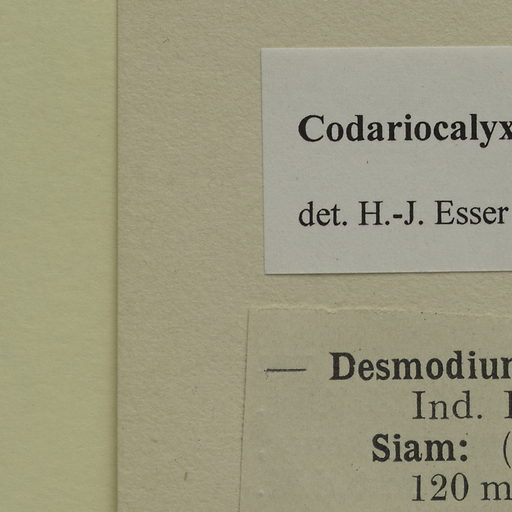 Codariocalyx
det. H.-J. Esser
— Desmodium
Ind.
Siam: (
120 m